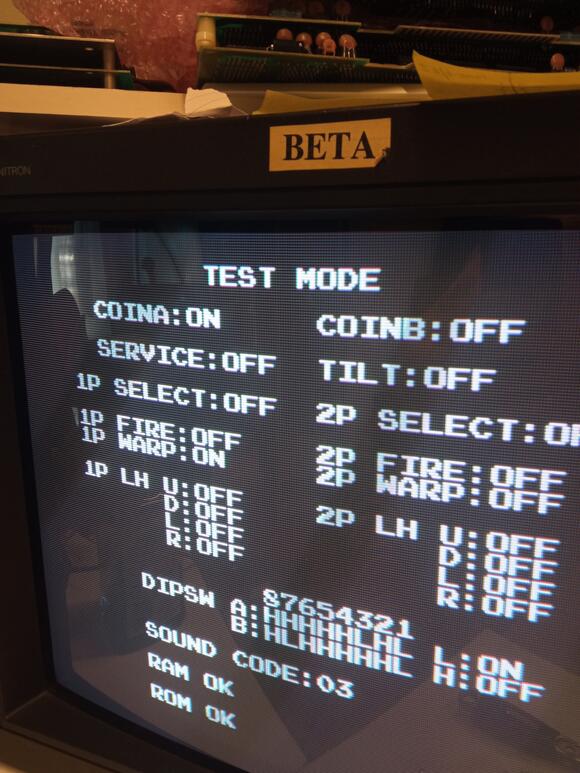 NITRON
BETA
TEST MODE
COINA:ON COINB:OFF
SERVICE:OFF TILT:OFF
1P SELECT:OFF 2P SELECT:
1P FIRE:OFF 2P FIRE:OFF
1P WARP:ON 2P WARP:OFF
1P LH U:OFF 2P LH U:OFF
D:OFF D:OFF
L:OFF L:OFF
R:OFF R:OFF
87654321
DIPSW A:HHHHHLHL L:ON
B:HLHHHHHL H:OFF
SOUND CODE:03
RAM OK
ROM OK